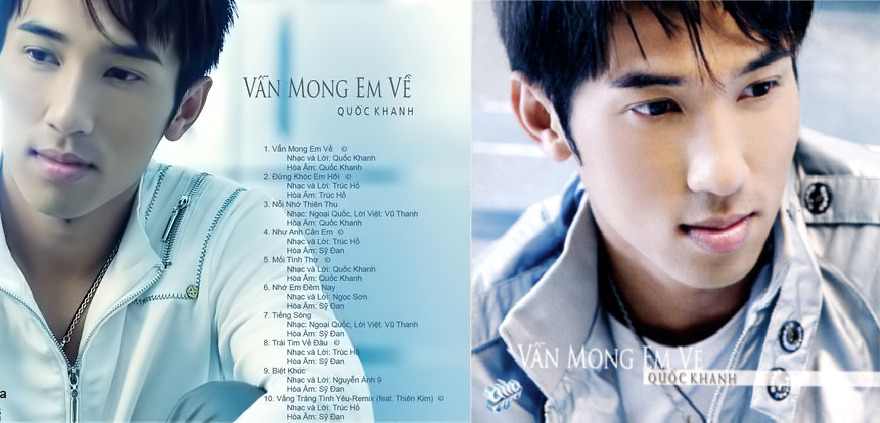 VẪN MONG EM VỀ
QUỐC KHANH
1. Vẫn Mong Em Về ©
Nhạc và Lời: Quốc Khanh
Hòa Âm: Quốc Khanh
2. Đừng Khóc Em Hỡi ©
Nhạc và Lời: Trúc Hồ
Hòa Âm: Trúc Hồ
3. Nỗi Nhớ Thiên Thu
Nhạc: Ngoại Quốc, Lời Việt: Vũ Thanh
Hòa Âm: Quốc Khanh
4. Như Anh Cần Em ©
Nhạc và Lời: Trúc Hồ
Hòa Âm: Sỹ Đan
5. Mối Tình Thơ ©
Nhạc và Lời: Quốc Khanh
Hòa Âm: Quốc Khanh
6. Nhớ Em Đêm Nay
Nhạc và Lời: Ngọc Sơn
Hòa Âm: Sỹ Đan
7. Tiếng Sóng
Nhạc: Ngoại Quốc, Lời Việt: Vũ Thanh
Hòa Âm: Sỹ Đan
8. Trái Tim Về Đâu ©
Nhạc và Lời: Trúc Hồ
Hòa Âm: Sỹ Đan
9. Biệt Khúc
Nhạc và Lời: Nguyễn Ánh 9
Hòa Âm: Sỹ Đan
10. Vầng Trăng Tình Yêu-Remix (feat. Thiên Kim) ©
Nhạc và Lời: Trúc Hồ
Hòa Âm: Sỹ Đan
a
VẪN MONG EM VỀ
QUỐC KHANH